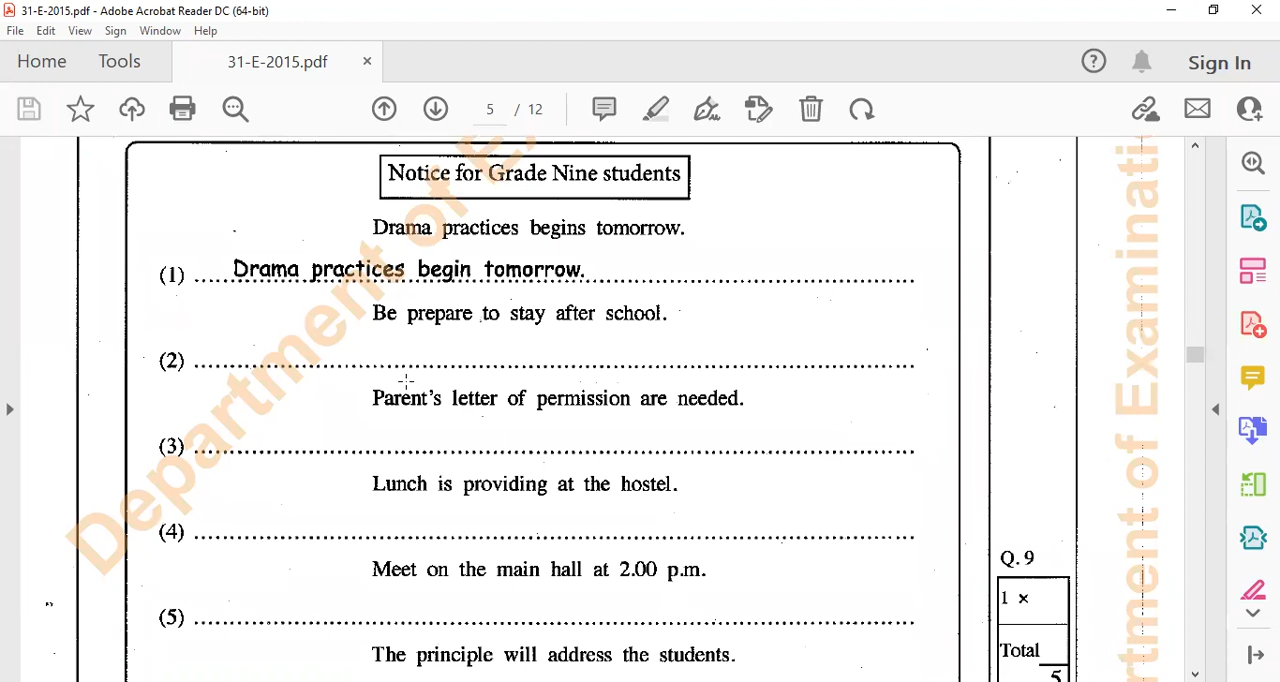 31-E-2015.pdf - Adobe Acrobat Reader DC (64-bit)
File Edit View Sign Window Help
Home Tools 31-E-2015.pdf × Sign In
5 / 12
Notice for Grade Nine students
Drama practices begins tomorrow.
(1) Drama practices begin tomorrow.
Be prepare to stay after school.
(2)
Parent's letter of permission are needed.
(3)
Lunch is providing at the hostel.
(4)
Meet on the main hall at 2.00 p.m.
(5)
The principle will address the students.
Q. 9
1 ×
Total
5
Department of E
rtment of Examinati